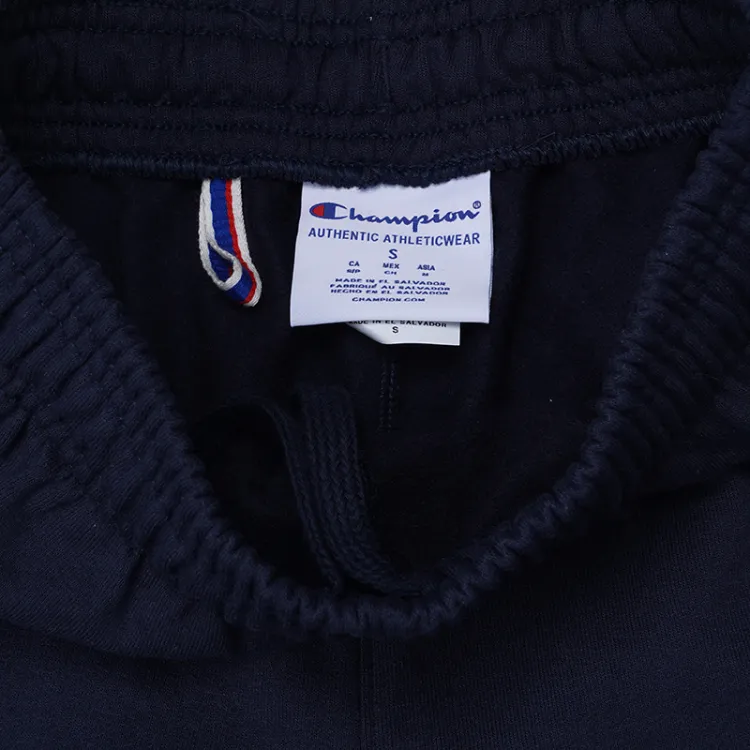 Champion®
AUTHENTIC ATHLETICWEAR
S
CA MEX ASIA
S/P CH M
MADE IN EL SALVADOR
FABRIQUÉ AU SALVADOR
HECHO EN EL SALVADOR
CHAMPION.COM
MADE IN EL SALVADOR
S